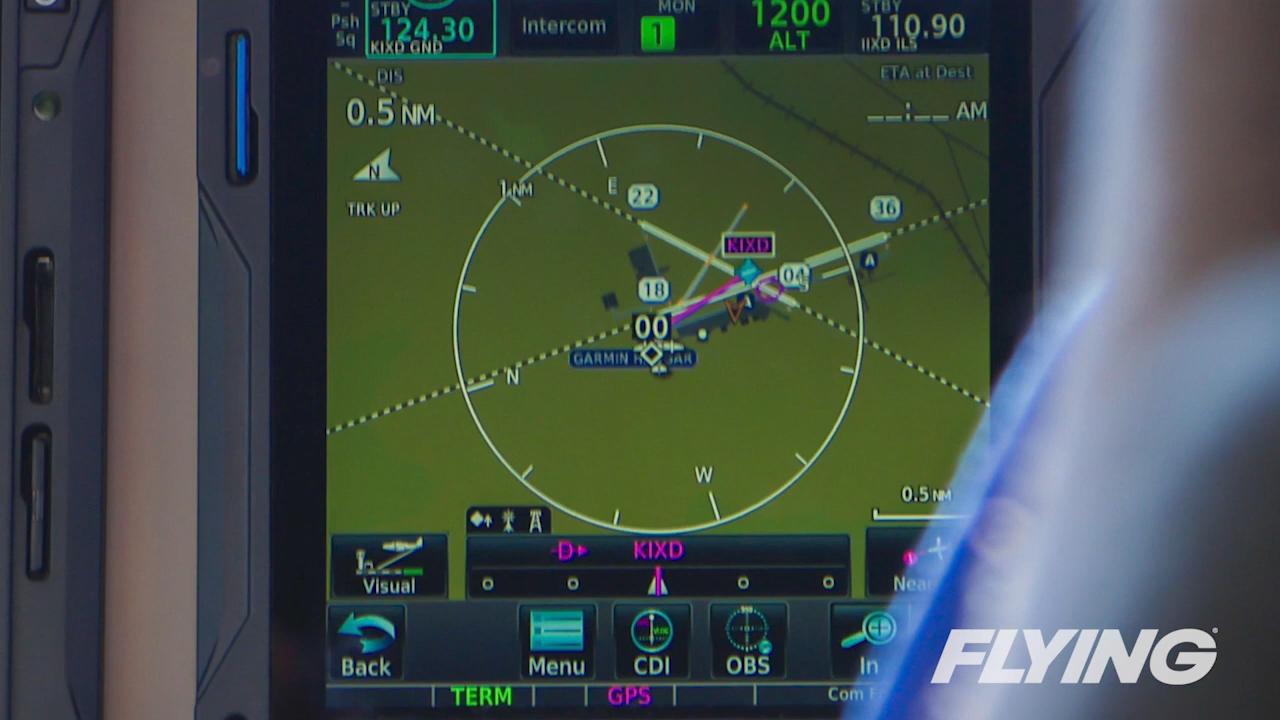 STBY
MON
1200
STBY
Psh
Sq
124.30
Intercom
1
ALT
110.90
KIXD GND
IIXD ILS
DIS
ETA at Dest
0.5 NM
__:__ AM
N
TRK UP
1 NM
E
22
36
KIXD
A
04
18
00
N
W
0.5 NM
D
KIXD
Visual
Back
Menu
CDI
OBS
In
TERM
GPS
Com
FLYING